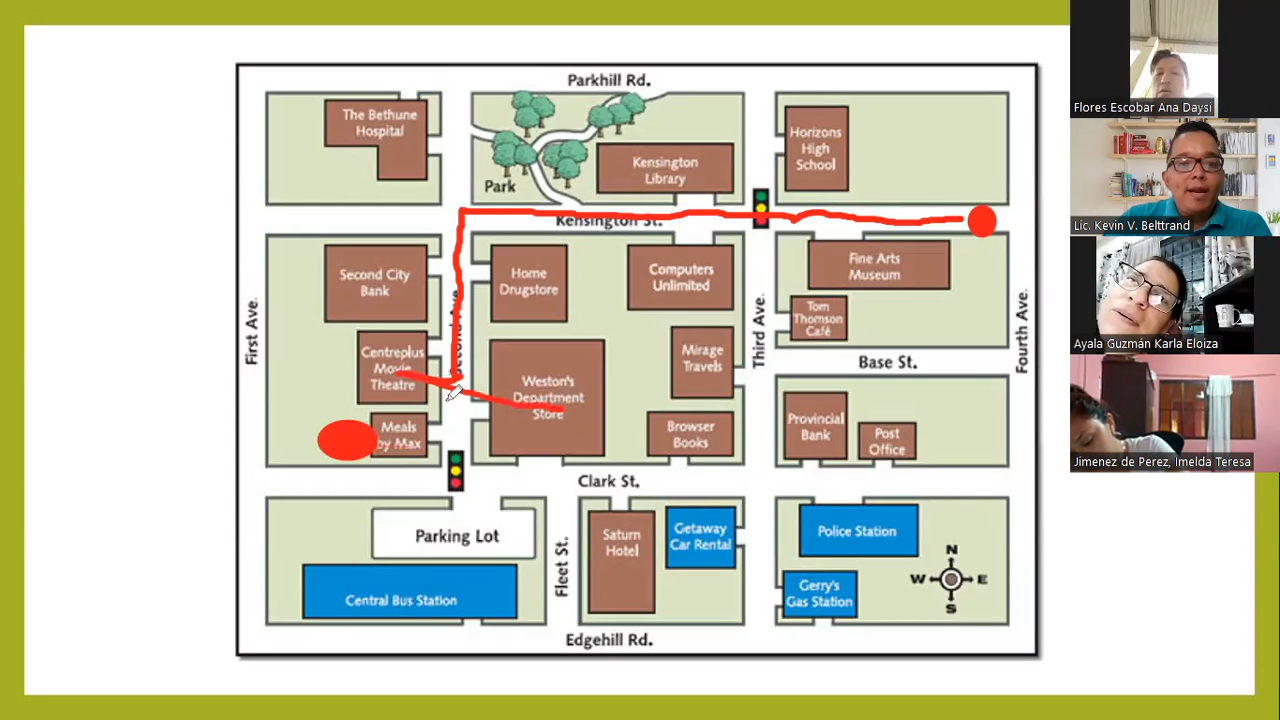 Parkhill Rd.
The Bethune
Hospital
Park
Kensington
Library
Horizons
High
School
Kensington St.
Second City
Bank
Home
Drugstore
Computers
Unlimited
Fine Arts
Museum
Tom
Thomson
Café
First Ave.
Second Ave
Third Ave.
Fourth Ave.
Centreplus
Movie
Theatre
Weston's
Department
Store
Mirage
Travels
Base St.
Meals
by Max
Browser
Books
Provincial
Bank
Post
Office
Clark St.
Parking Lot
Fleet St.
Saturn
Hotel
Getaway
Car Rental
Police Station
N
W
E
S
Central Bus Station
Gerry's
Gas Station
Edgehill Rd.
Flores Escobar Ana Daysi
Lic. Kevin V. Belttrand
Ayala Guzmán Karla Eloiza
Jimenez de Perez, Imelda Teresa